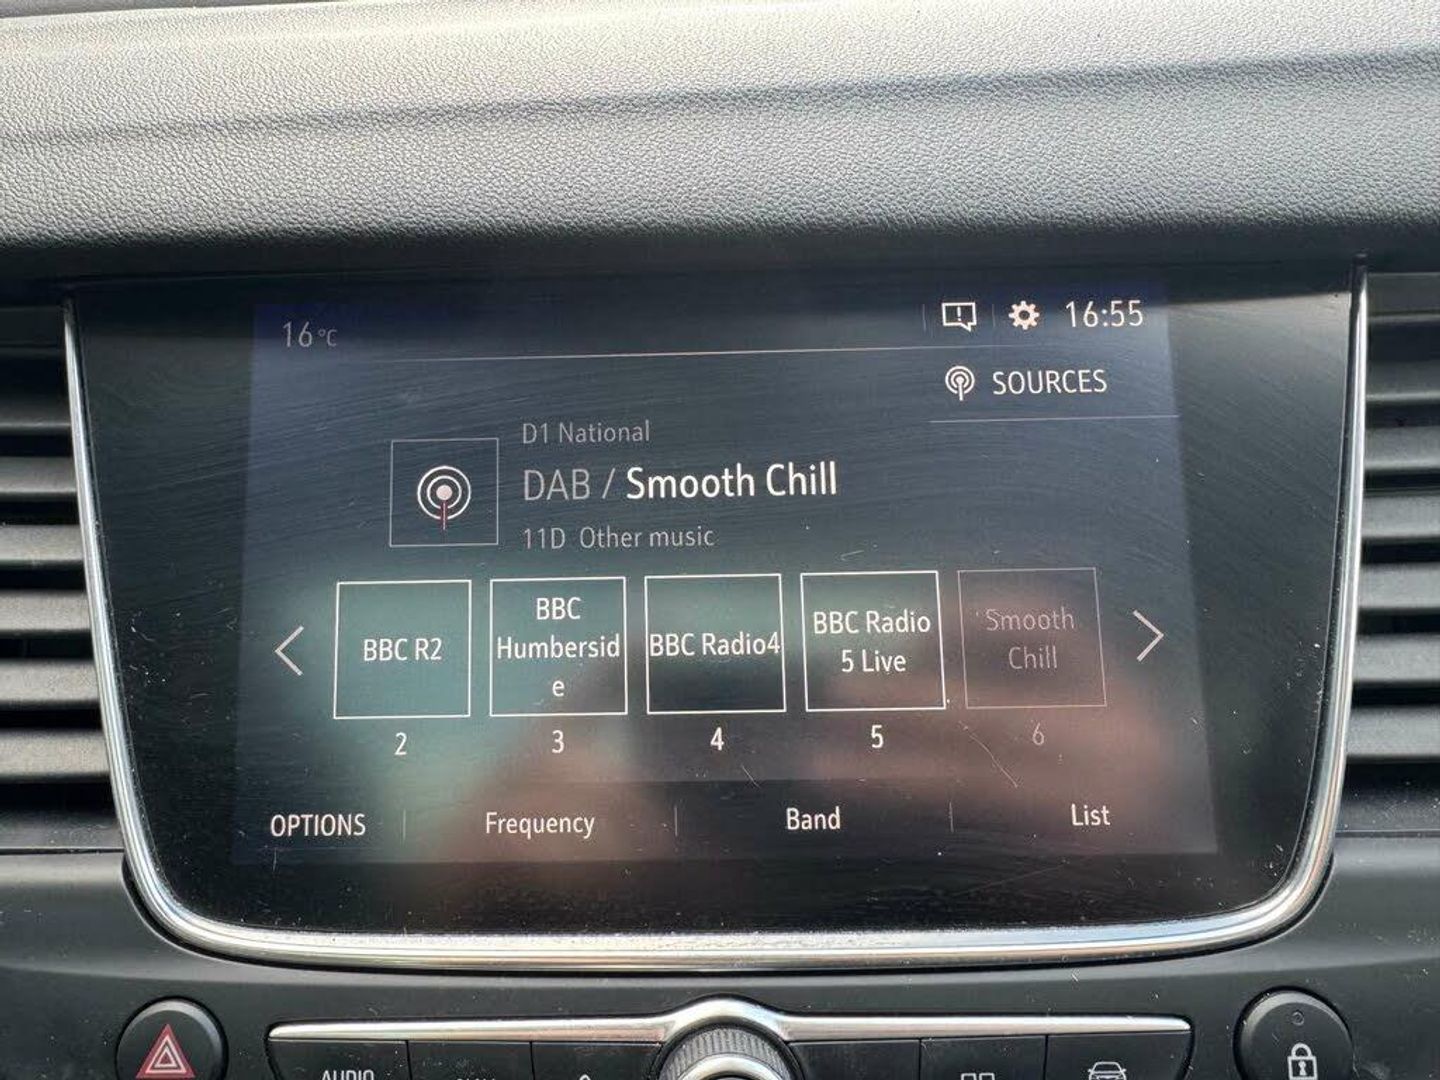 16°C
16:55
SOURCES
D1 National
DAB / Smooth Chill
11D Other music
BBC R2
BBC
Humbersid
e
BBC Radio4
BBC Radio
5 Live
Smooth
Chill
2 3 4 5 6
OPTIONS Frequency Band List
AUDIO